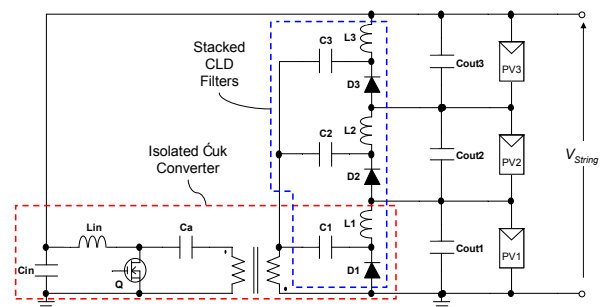 Stacked
CLD
Filters
Isolated Ćuk
Converter
C3
L3
D3
Cout3
PV3
C2
L2
D2
Cout2
PV2
VString
Lin
Ca
C1
L1
D1
Cout1
PV1
Cin
Q